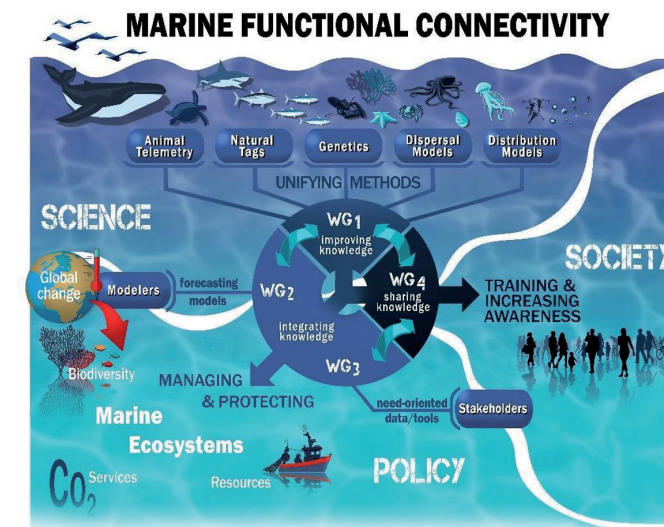 MARINE FUNCTIONAL CONNECTIVITY
Animal
Telemetry
Natural
Tags
Genetics
Dispersal
Models
Distribution
Models
UNIFYING METHODS
SCIENCE
WG1
improving
knowledge
SOCIETY
Global
change
Modelers
forecasting
models
WG2
integrating
knowledge
WG4
sharing
knowledge
TRAINING &
INCREASING
AWARENESS
WG3
Biodiversity
MANAGING
& PROTECTING
need-oriented
data/tools
Stakeholders
Marine
Ecosystems
CO2
Services
Resources
POLICY